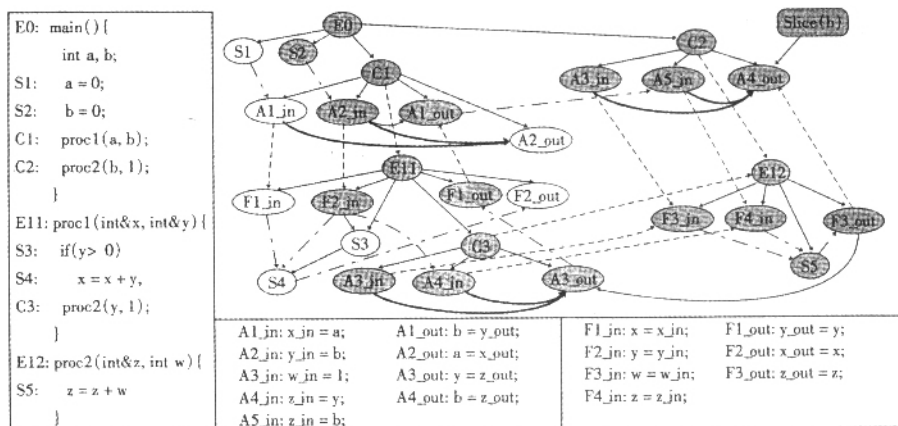 E0: main(){
int a, b;
S1: a = 0;
S2: b = 0;
C1: proc1(a, b);
C2: proc2(b, 1);
}
E11: proc1(int&x, int&y){
S3: if(y> 0)
S4: x = x + y,
C3: proc2(y, 1);
}
E12: proc2(int&z, int w){
S5: z = z + w
}
E0
Slice(b)
S1
S2
C2
C1
A3_in
A5_in
A4_out
A1_in
A2_in
A1_out
A2_out
E11
E12
F1_in
F2_in
F1_out
F2_out
F3_in
F4_in
F3_out
S3
C3
S4
A3_in
A4_in
A3_out
S5
A1_in: x_in = a; A1_out: b = y_out;
A2_in: y_in = b; A2_out: a = x_out;
A3_in: w_in = 1; A3_out: y = z_out;
A4_in: z_in = y; A4_out: b = z_out;
A5_in: z_in = b;
F1_in: x = x_in; F1_out: y_out = y;
F2_in: y = y_in; F2_out: x_out = x;
F3_in: w = w_in; F3_out: z_out = z;
F4_in: z = z_in;